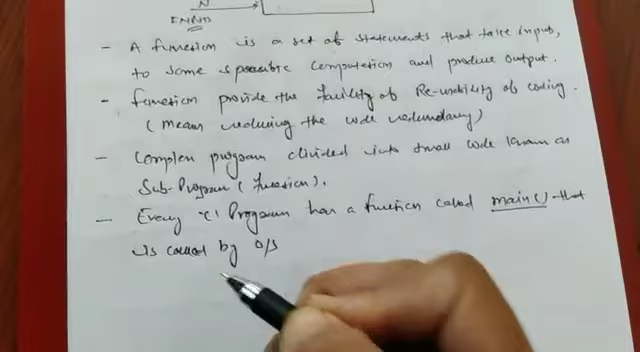 - A function is a set of statements that take input,
to some specific computation and produce output.
- function provide the facility of Re-usability of coding.
(means reducing the code redundancy)
- Complex program divided into small code known as
Sub-Program (function).
- Every 'C' Program has a function called main() that
is called by O/S